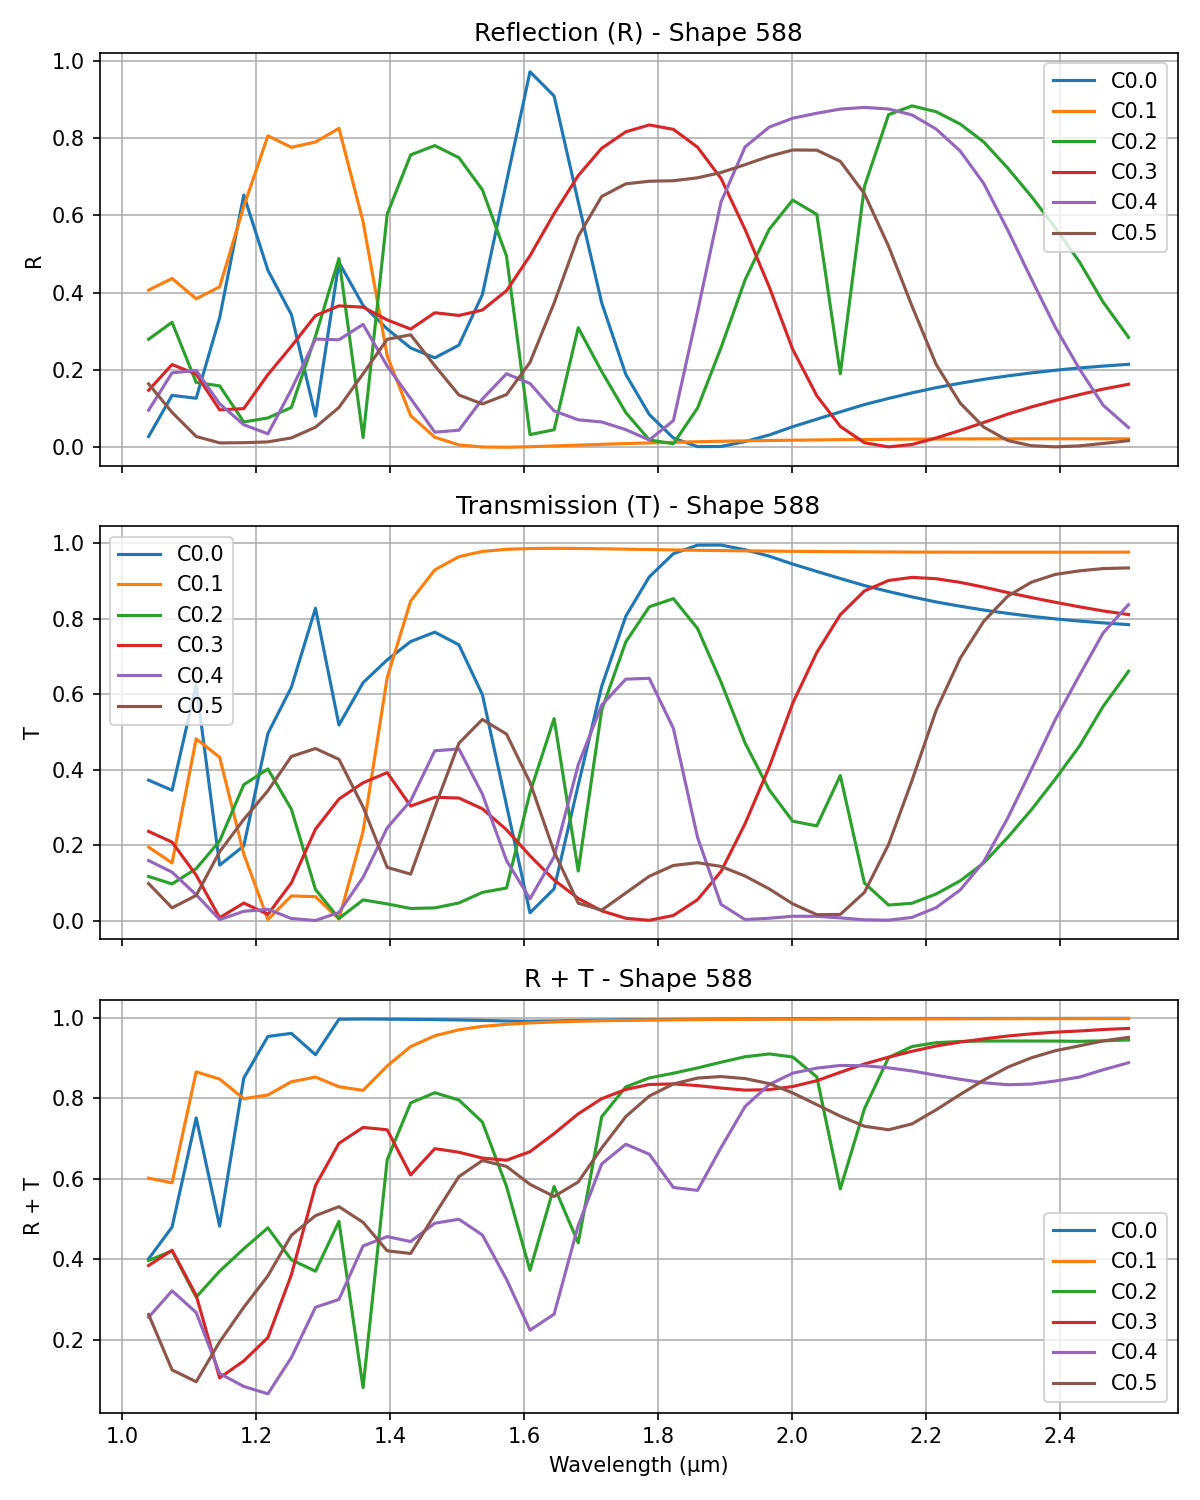 Reflection (R) - Shape 588
1.0
0.8
0.6
0.4
0.2
0.0
R
C0.0
C0.1
C0.2
C0.3
C0.4
C0.5
Transmission (T) - Shape 588
1.0
0.8
0.6
0.4
0.2
0.0
T
C0.0
C0.1
C0.2
C0.3
C0.4
C0.5
R + T - Shape 588
1.0
0.8
0.6
0.4
0.2
R + T
C0.0
C0.1
C0.2
C0.3
C0.4
C0.5
1.0 1.2 1.4 1.6 1.8 2.0 2.2 2.4
Wavelength (μm)